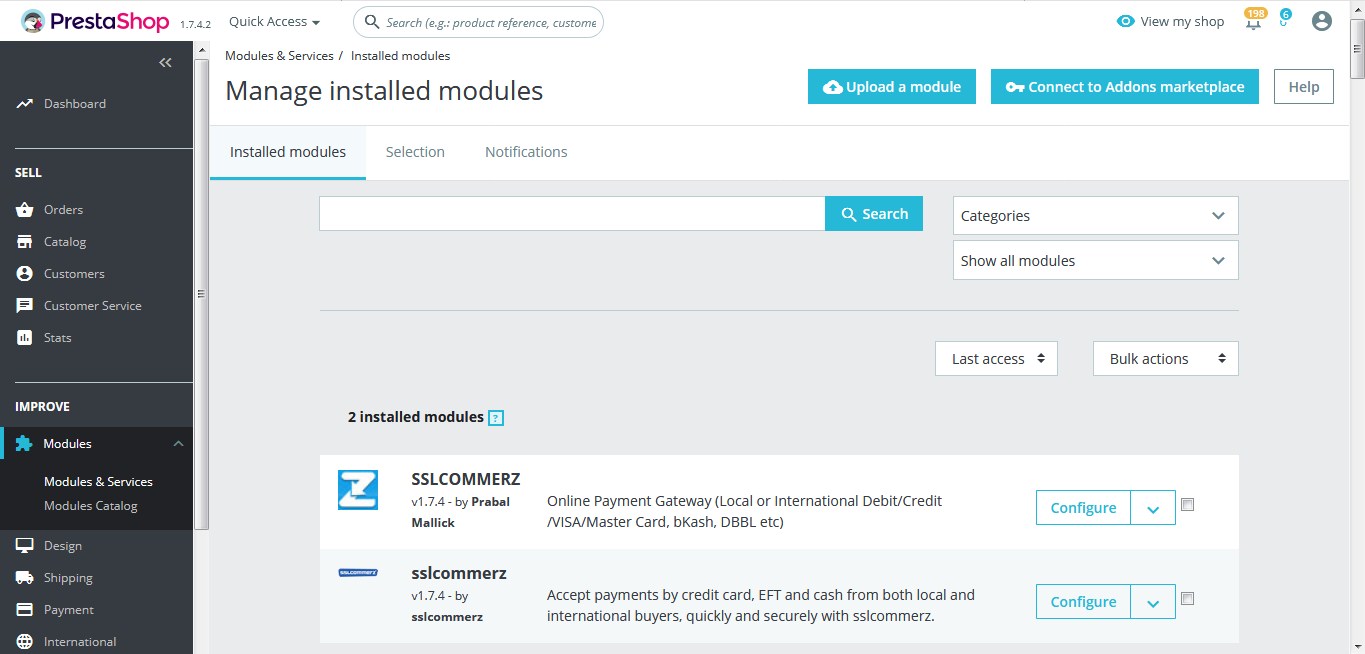 PrestaShop 1.7.4.2
Quick Access
Search (e.g.: product reference, custome
View my shop
198
6
Modules & Services / Installed modules
Manage installed modules
Upload a module
Connect to Addons marketplace
Help
Installed modules
Selection
Notifications
Dashboard
SELL
Orders
Catalog
Customers
Customer Service
Stats
IMPROVE
Modules
Modules & Services
Modules Catalog
Design
Shipping
Payment
International
Search
Categories
Show all modules
Last access
Bulk actions
2 installed modules ?
SSLCOMMERZ
v1.7.4 - by Prabal
Mallick
Online Payment Gateway (Local or International Debit/Credit
/VISA/Master Card, bKash, DBBL etc)
Configure
SSLCOMMERZ
sslcommerz
v1.7.4 - by
sslcommerz
Accept payments by credit card, EFT and cash from both local and
international buyers, quickly and securely with sslcommerz.
Configure